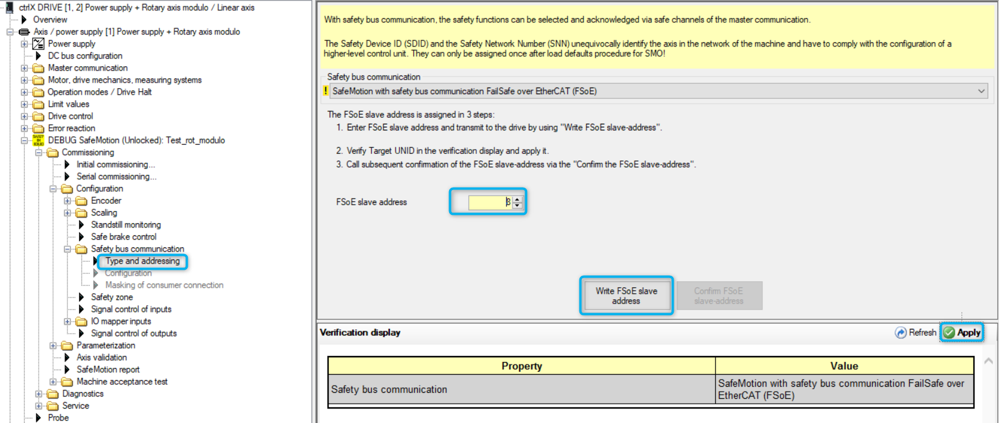 ctrlX DRIVE [1, 2] Power supply + Rotary axis modulo / Linear axis
Overview
Axis / power supply [1] Power supply + Rotary axis modulo
Power supply
DC bus configuration
Master communication
Motor, drive mechanics, measuring systems
Operation modes / Drive Halt
Limit values
Drive control
Error reaction
DEBUG SafeMotion (Unlocked): Test_rot_modulo
Commissioning
Initial commissioning...
Serial commissioning...
Configuration
Encoder
Scaling
Standstill monitoring
Safe brake control
Safety bus communication
Type and addressing
Configuration
Masking of consumer connection
Safety zone
Signal control of inputs
IO mapper inputs
Signal control of outputs
Parameterization
Axis validation
SafeMotion report
Machine acceptance test
Diagnostics
Service
Probe
With safety bus communication, the safety functions can be selected and acknowledged via safe channels of the master communication.
The Safety Device ID (SDID) and the Safety Network Number (SNN) unequivocally identify the axis in the network of the machine and have to comply with the configuration of a
higher-level control unit. They can only be assigned once after load defaults procedure for SMO!
Safety bus communication
! SafeMotion with safety bus communication FailSafe over EtherCAT (FSoE)
The FSoE slave address is assigned in 3 steps:
1. Enter FSoE slave address and transmit to the drive by using "Write FSoE slave-address".
2. Verify Target UNID in the verification display and apply it.
3. Call subsequent confirmation of the FSoE slave-address via the "Confirm the FSoE slave-address".
FSoE slave address
Write FSoE slave
address
Confirm FSoE
slave-address
Verification display
Refresh
Apply
Property Value
Safety bus communication
SafeMotion with safety bus communication FailSafe over
EtherCAT (FSoE)